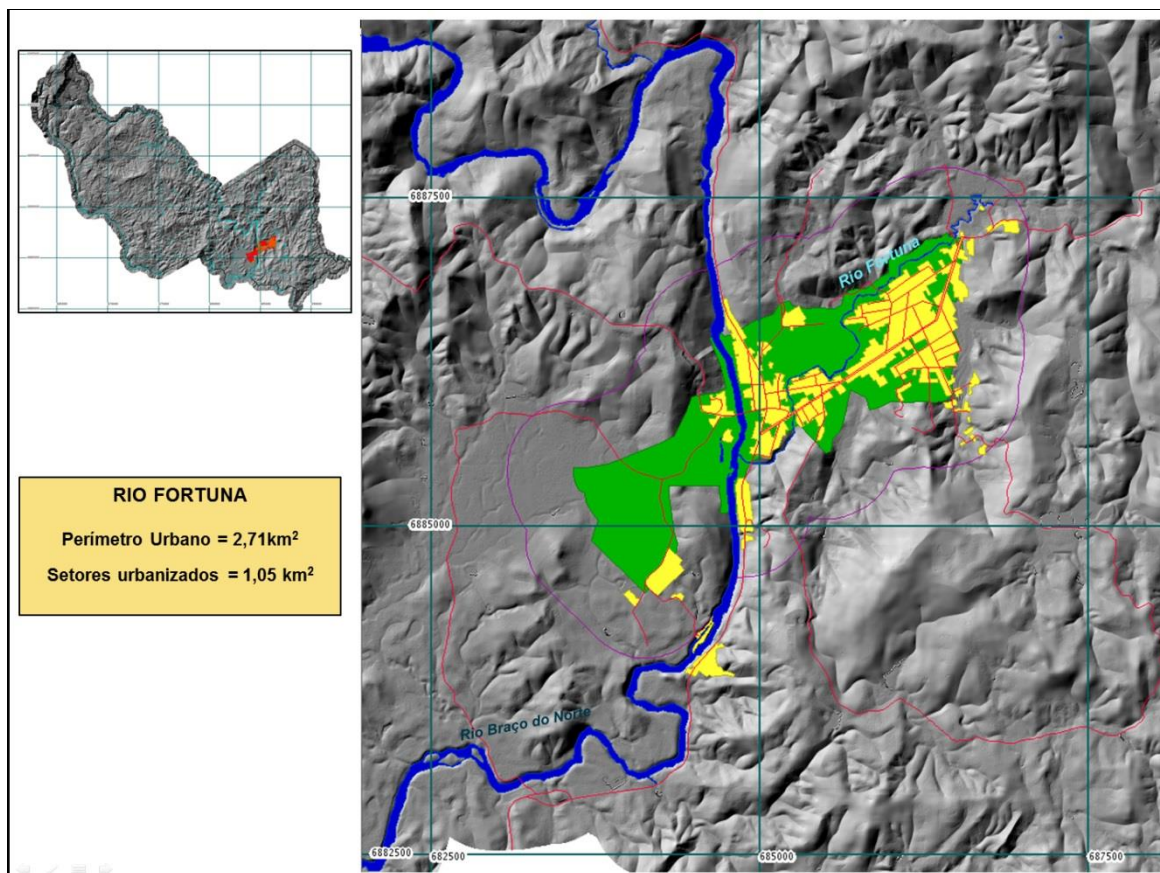 RIO FORTUNA
Perímetro Urbano = 2,71km²
Setores urbanizados = 1,05 km²
6887500
Rio Fortuna
6885000
Rio Braço do Norte
6882500
682500
685000
687500